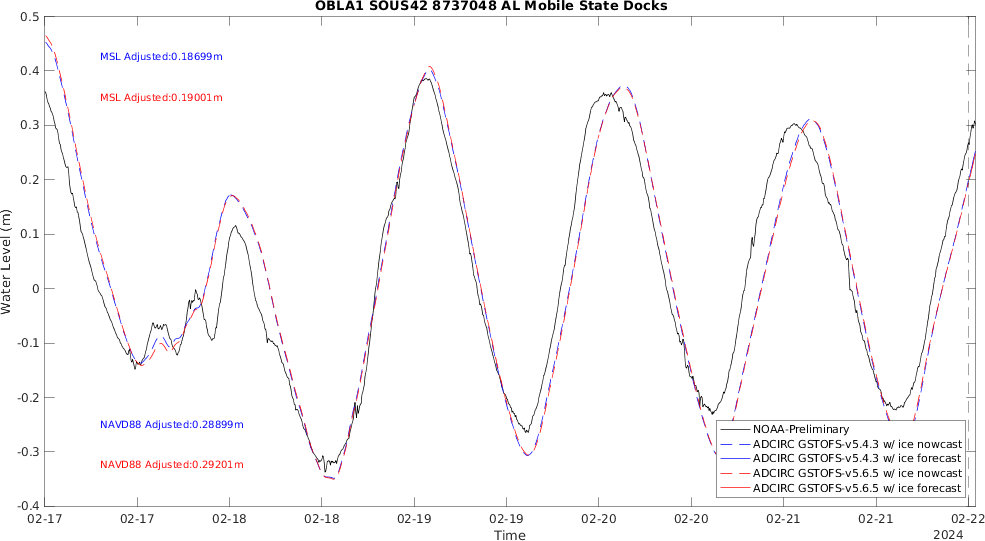 OBLA1 SOUS42 8737048 AL Mobile State Docks
0.5
0.4
0.3
0.2
0.1
0
-0.1
-0.2
-0.3
-0.4
Water Level (m)
MSL Adjusted:0.18699m
MSL Adjusted:0.19001m
NAVD88 Adjusted:0.28899m
NAVD88 Adjusted:0.29201m
NOAA-Preliminary
ADCIRC GSTOFS-v5.4.3 w/ ice nowcast
ADCIRC GSTOFS-v5.4.3 w/ ice forecast
ADCIRC GSTOFS-v5.6.5 w/ ice nowcast
ADCIRC GSTOFS-v5.6.5 w/ ice forecast
02-17 02-17 02-18 02-18 02-19 02-19 02-20 02-20 02-21 02-21 02-22
Time
2024